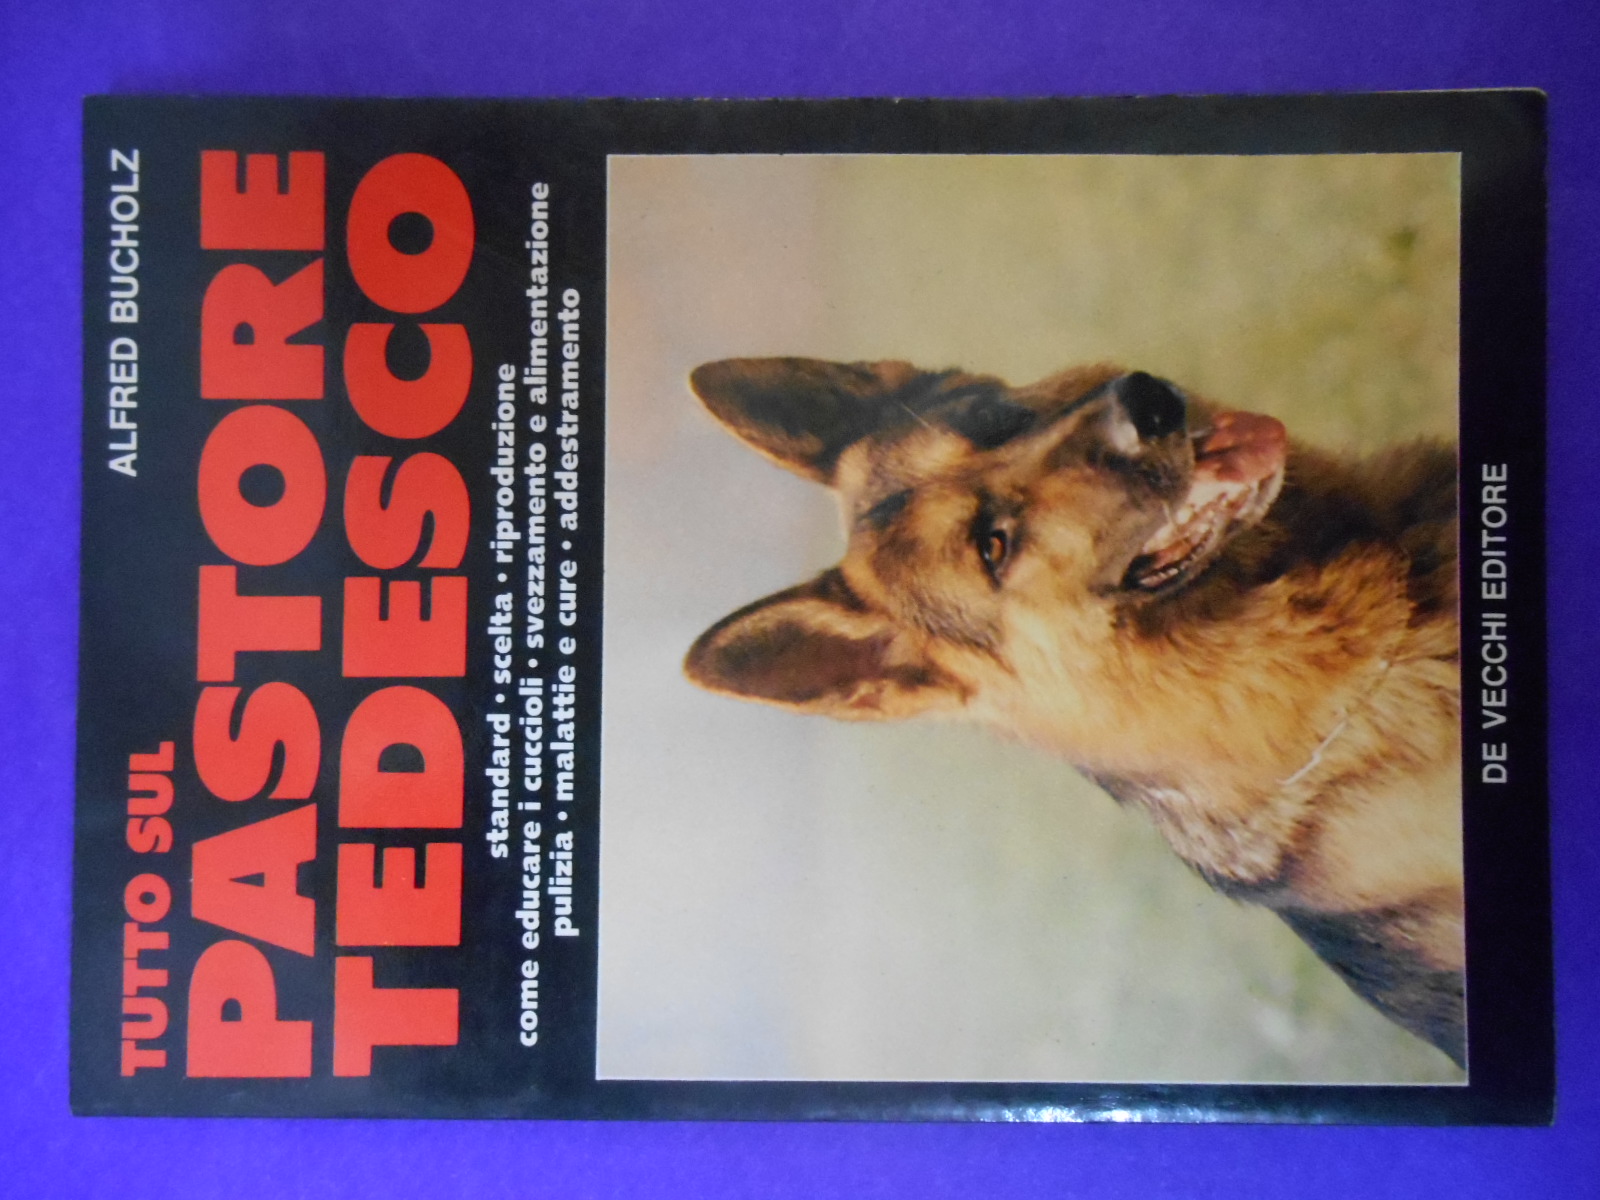 ALFRED BUCHOLZ
TUTTO SUL
PASTORE
TEDESCO
standard • scelta • riproduzione
come educare i cuccioli • svezzamento e alimentazione
pulizia • malattie e cure • addestramento
DE VECCHI EDITORE